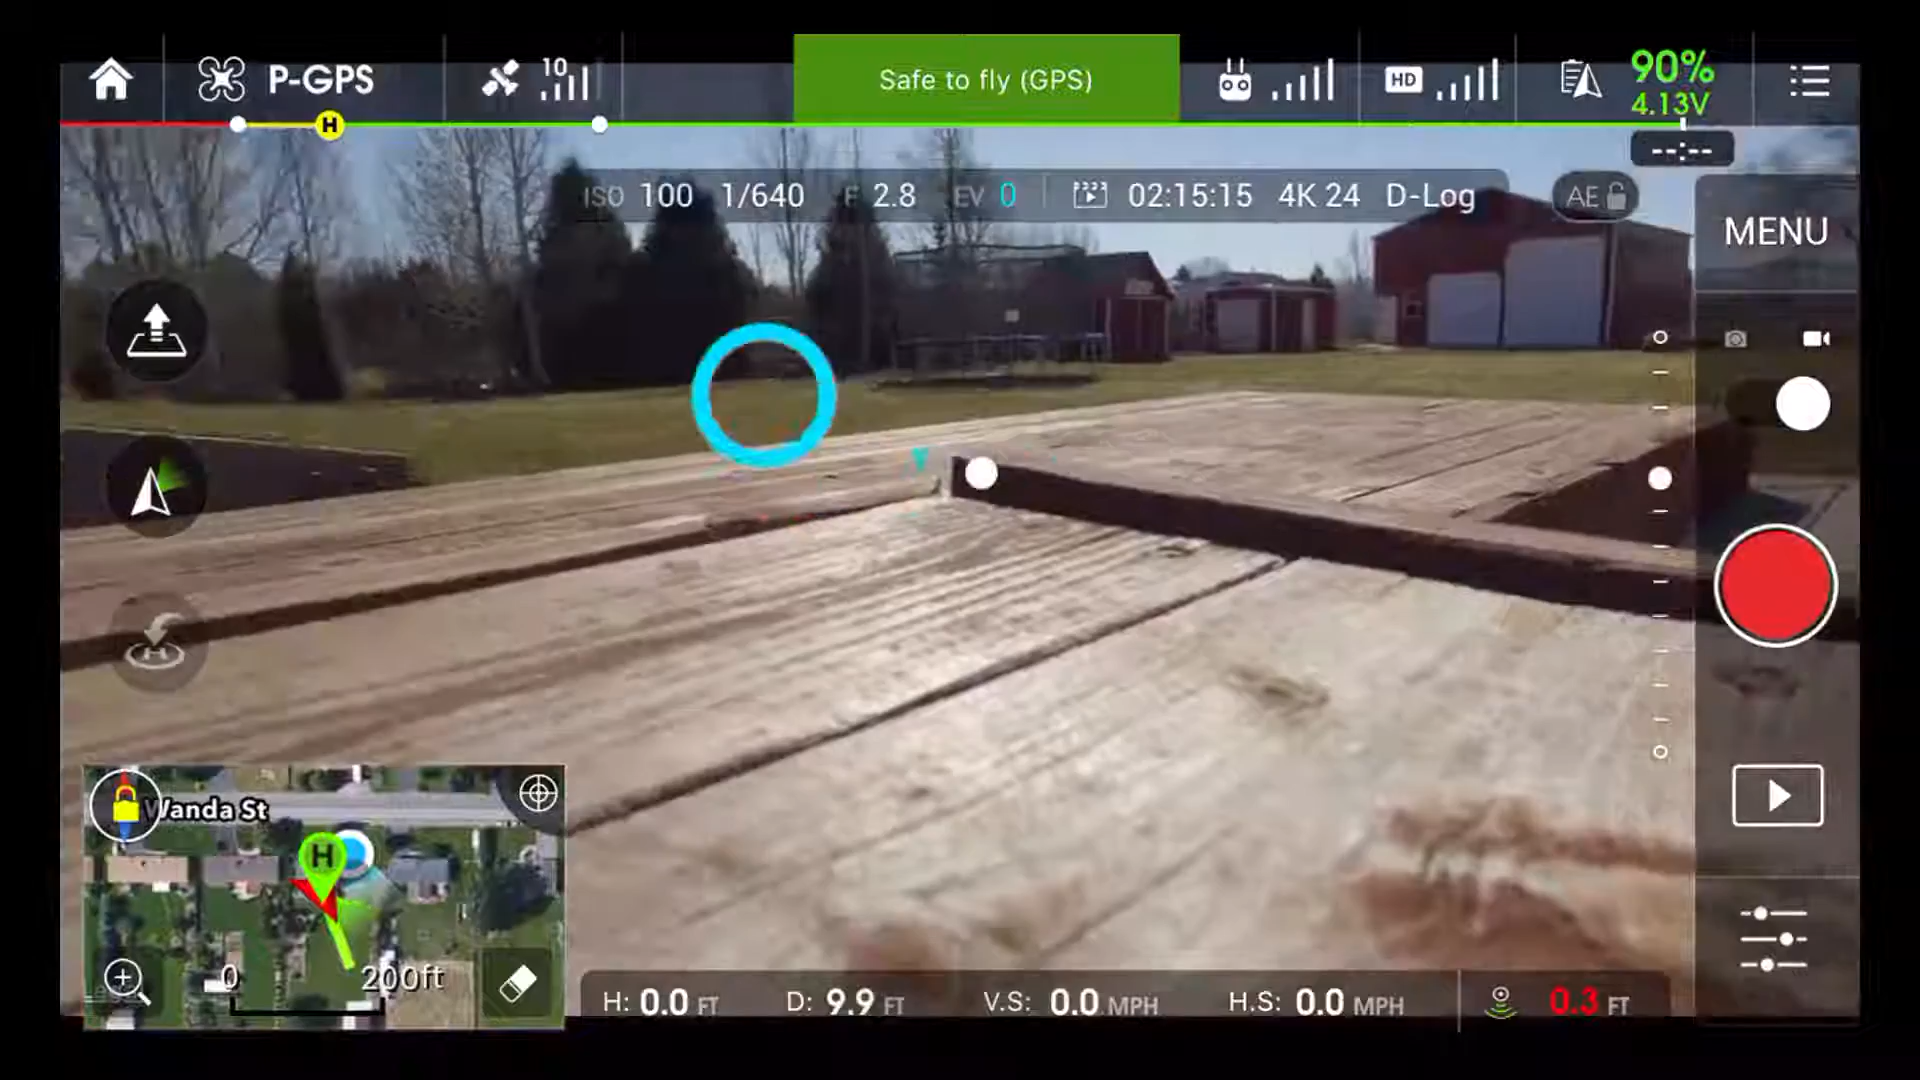 P-GPS
10
Safe to fly (GPS)
HD
90%
4.13V
H
--:--
ISO 100 1/640 F 2.8 EV 0 02:15:15 4K 24 D-Log
AE
MENU
Wanda St
H
0 200ft
H: 0.0 FT D: 9.9 FT V.S: 0.0 MPH H.S: 0.0 MPH 0.3 FT